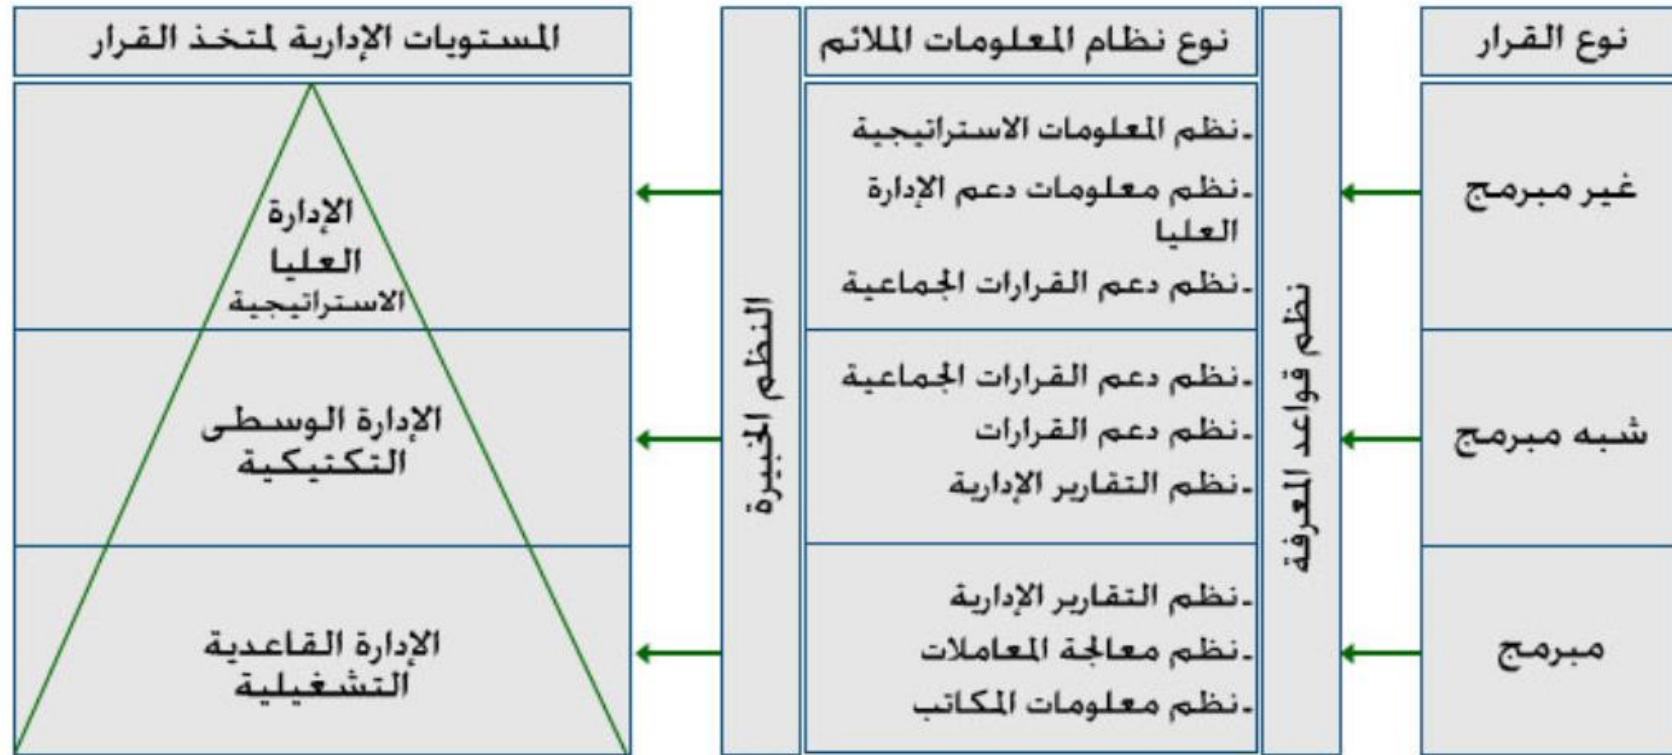 نوع القرار
نوع نظام المعلومات الملائم
المستويات الإدارية لمتخذ القرار
غير مبرمج
شبه مبرمج
مبرمج
نظم قواعد المعرفة
-نظم المعلومات الاستراتيجية
-نظم معلومات دعم الإدارة
العليا
-نظم دعم القرارات الجماعية
-نظم دعم القرارات الجماعية
-نظم دعم القرارات
-نظم التقارير الإدارية
-نظم التقارير الإدارية
-نظم معالجة المعاملات
-نظم معلومات المكاتب
النظم الخبيرة
الإدارة
العليا
الاستراتيجية
الإدارة الوسطى
التكتيكية
الإدارة القاعدية
التشغيلية